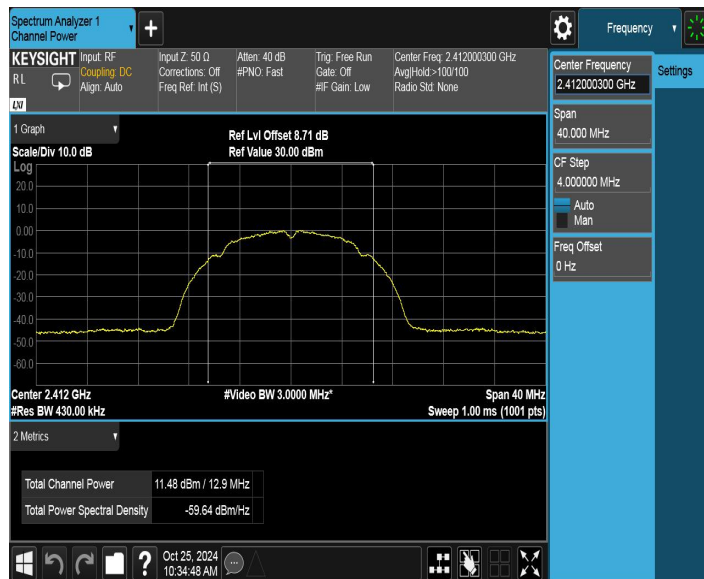 Spectrum Analyzer 1
Channel Power
+
Frequency
KEYSIGHT
RL
LXI
Input: RF
Coupling: DC
Align: Auto
Input Z: 50 Ω
Corrections: Off
Freq Ref: Int (S)
Atten: 40 dB
#PNO: Fast
Trig: Free Run
Gate: Off
#IF Gain: Low
Center Freq: 2.412000300 GHz
Avg|Hold:>100/100
Radio Std: None
Center Frequency
2.412000300 GHz
Settings
Span
40.000 MHz
CF Step
4.000000 MHz
Auto
Man
Freq Offset
0 Hz
1 Graph
Scale/Div 10.0 dB
Ref Lvl Offset 8.71 dB
Ref Value 30.00 dBm
Log
20.0
10.0
0.00
-10.0
-20.0
-30.0
-40.0
-50.0
-60.0
Center 2.412 GHz
#Video BW 3.0000 MHz*
Span 40 MHz
#Res BW 430.00 kHz
Sweep 1.00 ms (1001 pts)
2 Metrics
Total Channel Power 11.48 dBm / 12.9 MHz
Total Power Spectral Density -59.64 dBm/Hz
?
Oct 25, 2024
10:34:48 AM